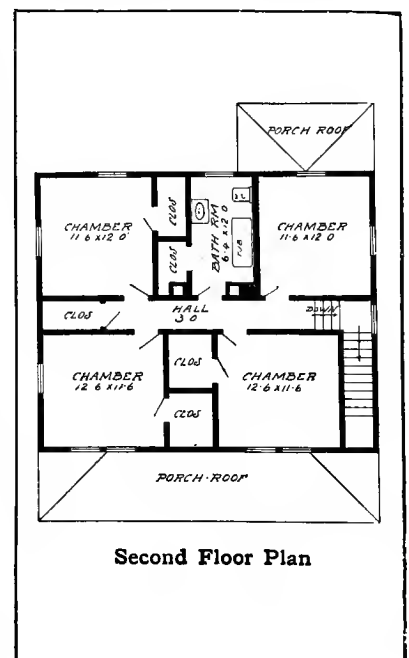 PORCH ROOF
CHAMBER
11·6 X 12 0
CLOS
CLOS
BATH RM
6·4 X 12 0
TUB
CHAMBER
11·6 X 12 0
CLOS
HALL
3 0
DOWN
CHAMBER
12·6 X 11·6
CLOS
CLOS
CHAMBER
12·6 X 11·6
PORCH·ROOF
Second Floor Plan